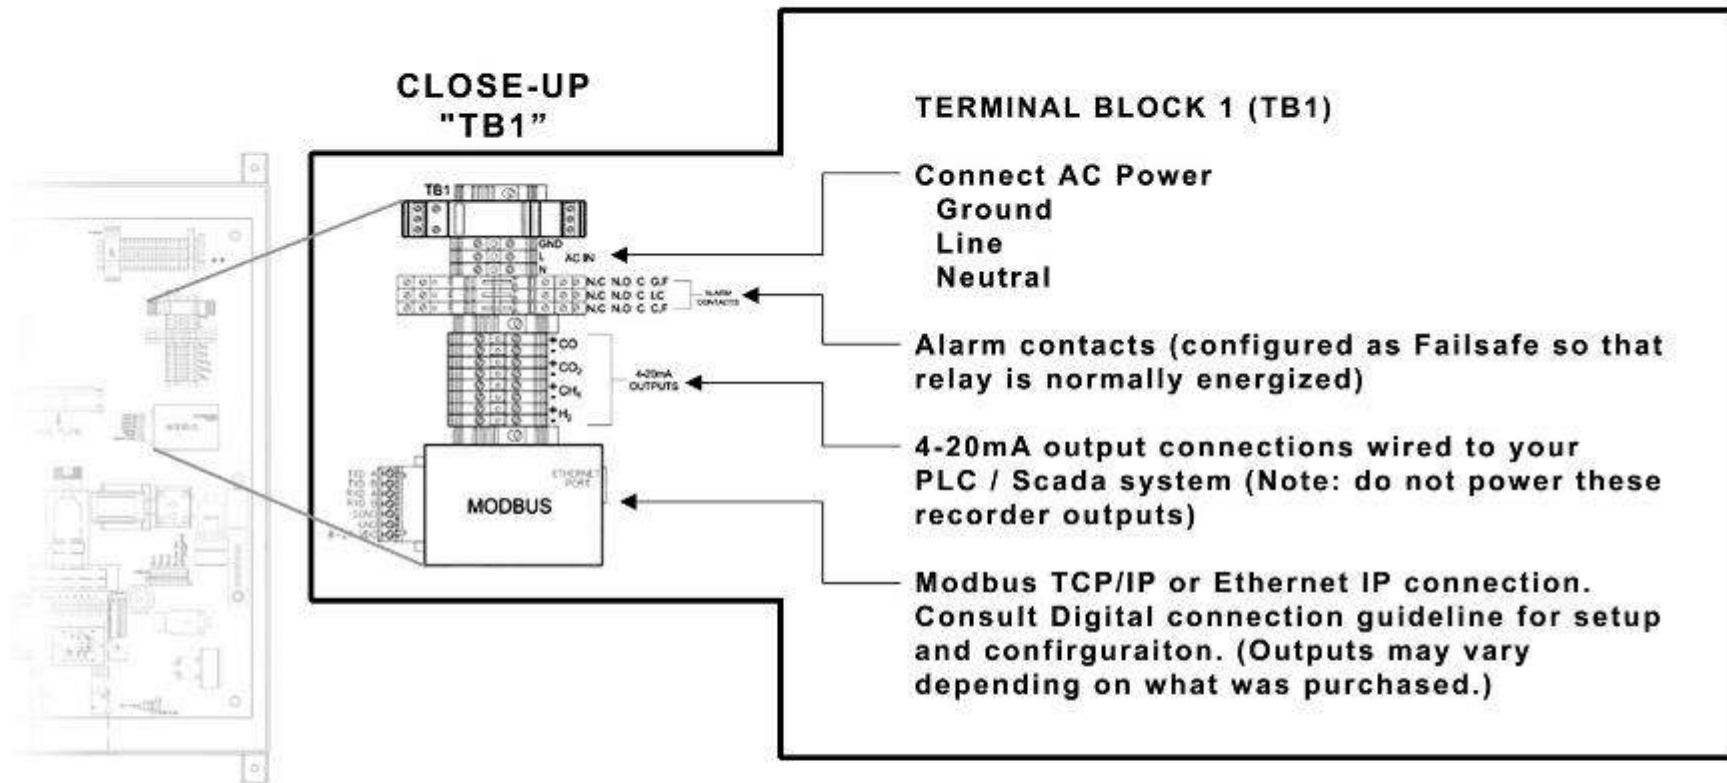 CLOSE-UP
"TB1”
TERMINAL BLOCK 1 (TB1)
Connect AC Power
Ground
Line
Neutral
Alarm contacts (configured as Failsafe so that
relay is normally energized)
4-20mA output connections wired to your
PLC / Scada system (Note: do not power these
recorder outputs)
Modbus TCP/IP or Ethernet IP connection.
Consult Digital connection guideline for setup
and confirguraiton. (Outputs may vary
depending on what was purchased.)
TB1
GND
L
AC IN
N
N.C N.O C G.F
N.C N.O C I.C
N.C N.O C C.F
ALARM
CONTACTS
+ CO
-
+ CO₂
-
+ CH₄
-
+ H₂
-
4-20mA
OUTPUTS
ETHERNET
PORT
MODBUS